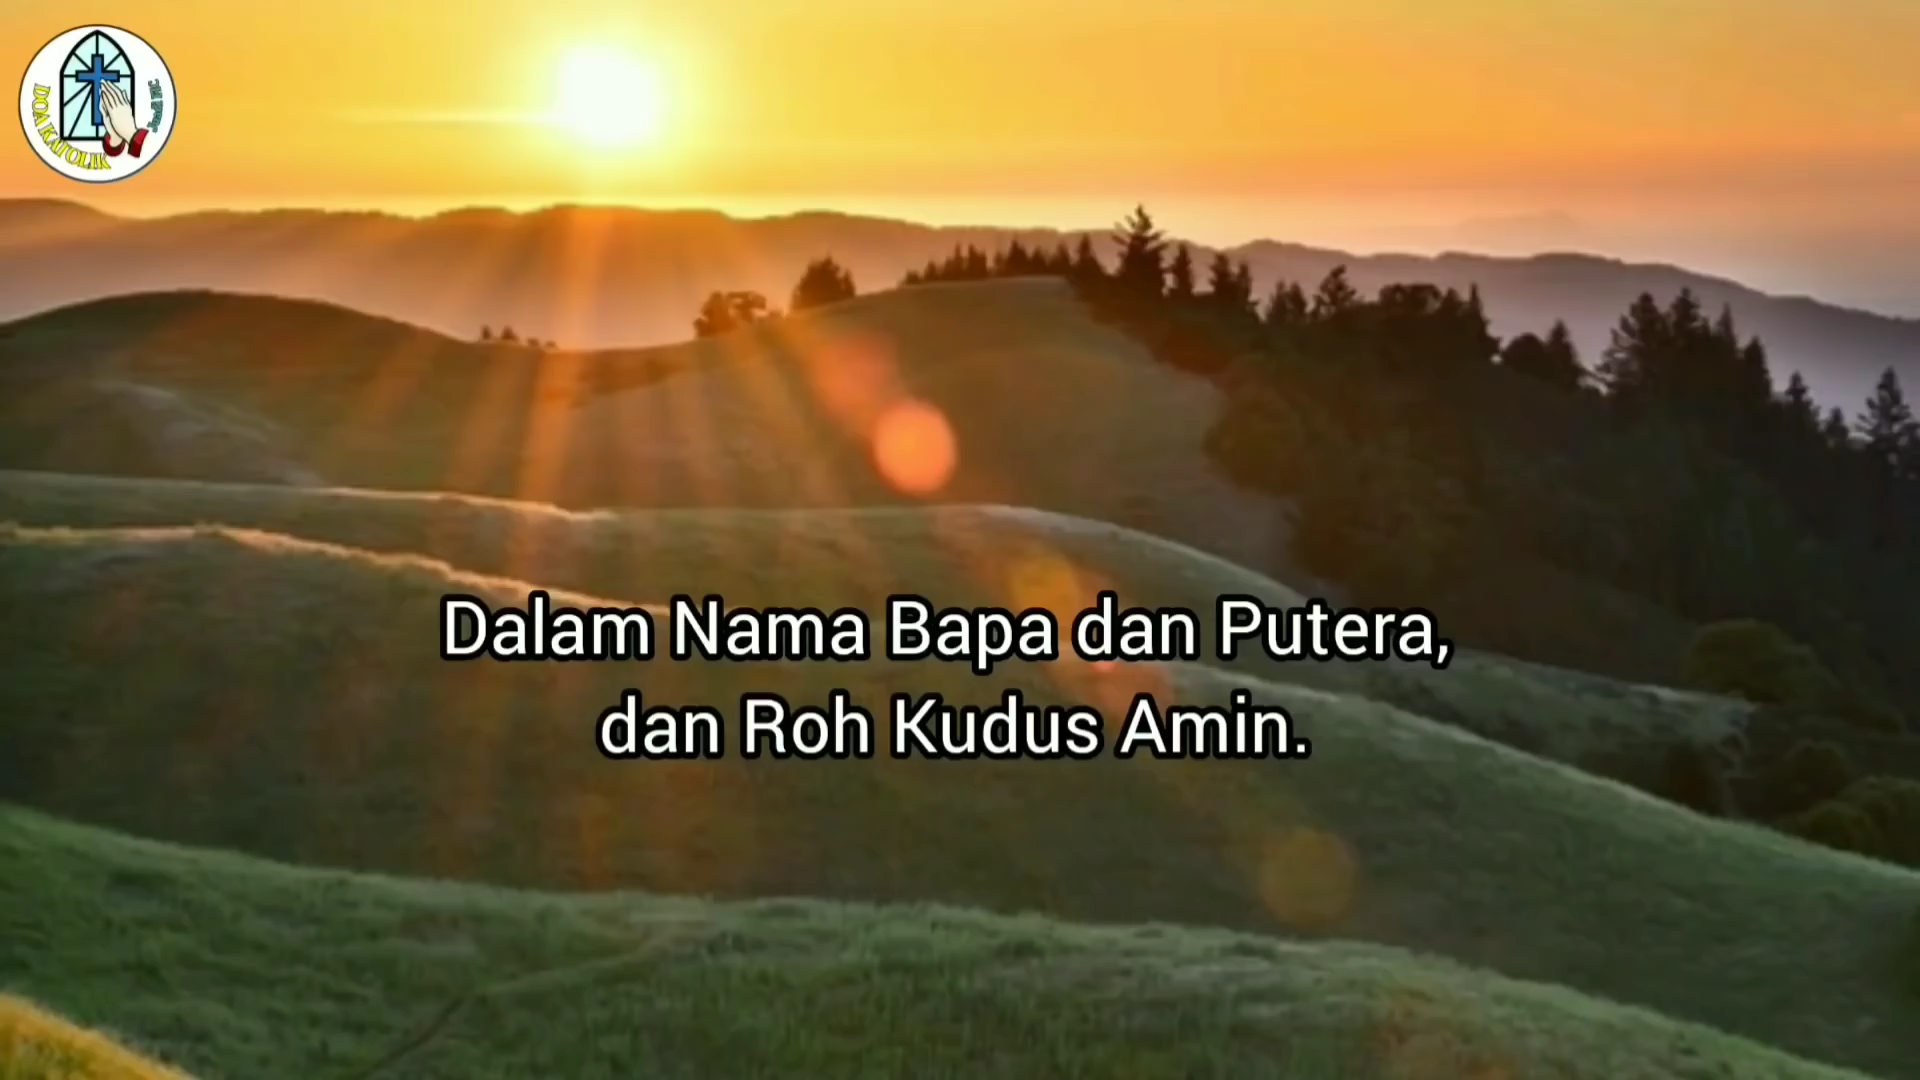 DOA KATOLIK
Dalam Nama Bapa dan Putera,
dan Roh Kudus Amin.